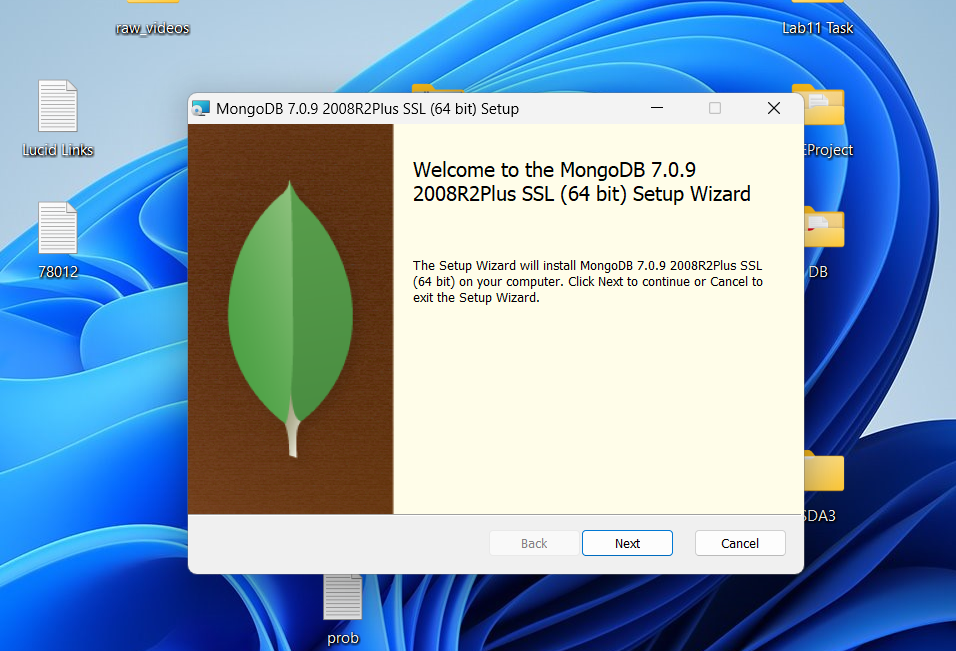 raw_videos
Lab11 Task
Lucid Links
EProject
78012
DB
SDA3
prob
MongoDB 7.0.9 2008R2Plus SSL (64 bit) Setup
Welcome to the MongoDB 7.0.9
2008R2Plus SSL (64 bit) Setup Wizard
The Setup Wizard will install MongoDB 7.0.9 2008R2Plus SSL
(64 bit) on your computer. Click Next to continue or Cancel to
exit the Setup Wizard.
Back
Next
Cancel